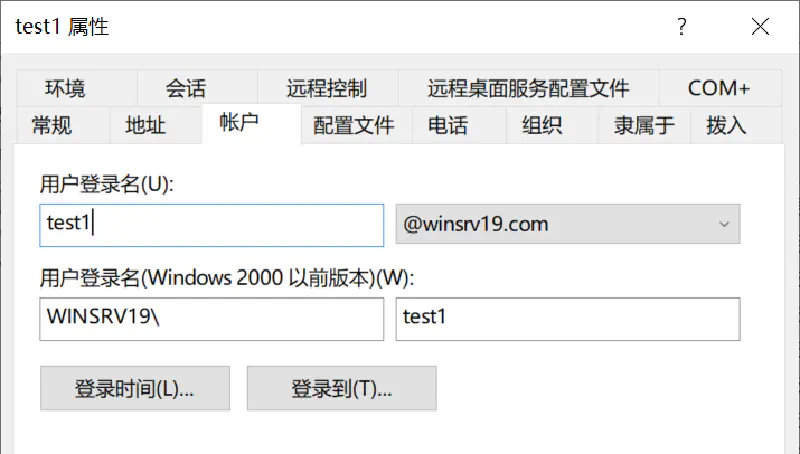 test1 属性
环境 会话 远程控制 远程桌面服务配置文件 COM+
常规 地址 帐户 配置文件 电话 组织 隶属于 拨入
用户登录名(U):
test1 @winsrv19.com
用户登录名(Windows 2000 以前版本)(W):
WINSRV19\ test1
登录时间(L)... 登录到(T)...